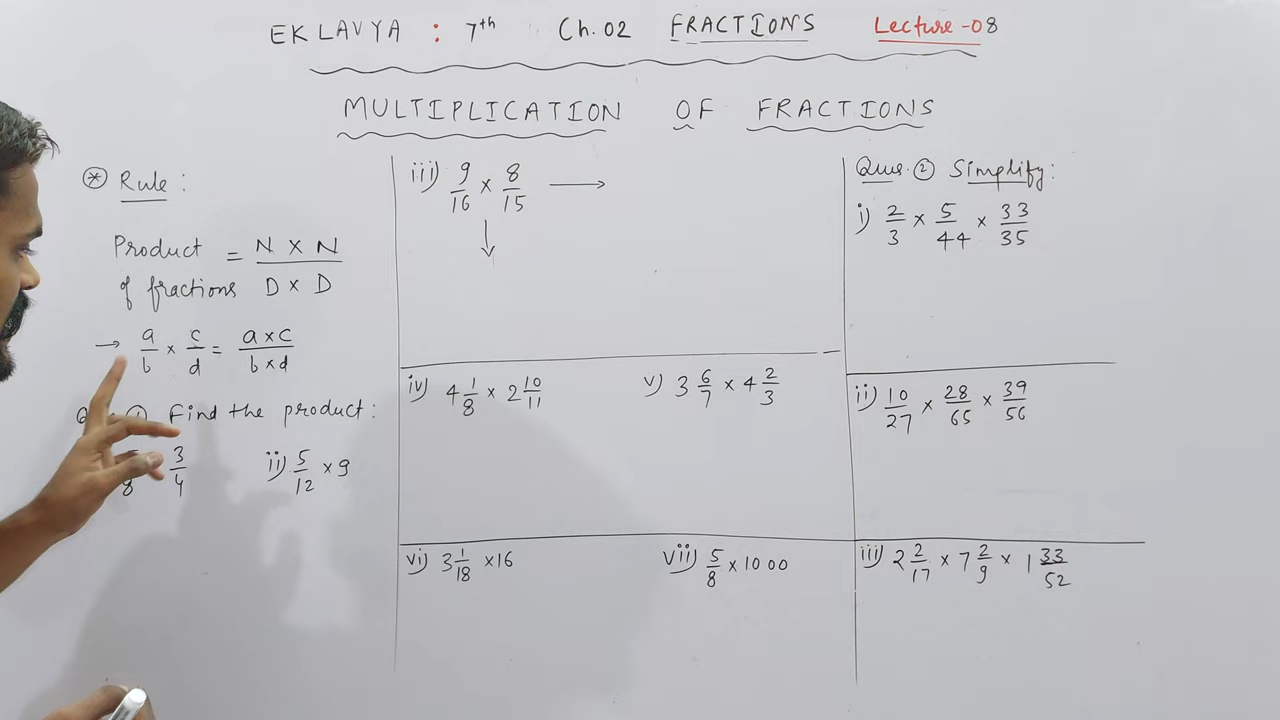 EKLAVYA : 7th Ch. 02 FRACTIONS Lecture -08
MULTIPLICATION OF FRACTIONS
* Rule :
Product of fractions = N × N / D × D
→ a/b × c/d = a×c / b×d
① Find the product :
3/4
ii) 5/12 × 9
iii) 9/16 × 8/15 →
↓
iv) 4 1/8 × 2 10/11
v) 3 6/7 × 4 2/3
vi) 3 1/18 × 16
vii) 5/8 × 1000
Que. ② Simplify :
i) 2/3 × 5/44 × 33/35
ii) 10/27 × 28/65 × 39/56
iii) 2 2/17 × 7 2/9 × 1 33/52